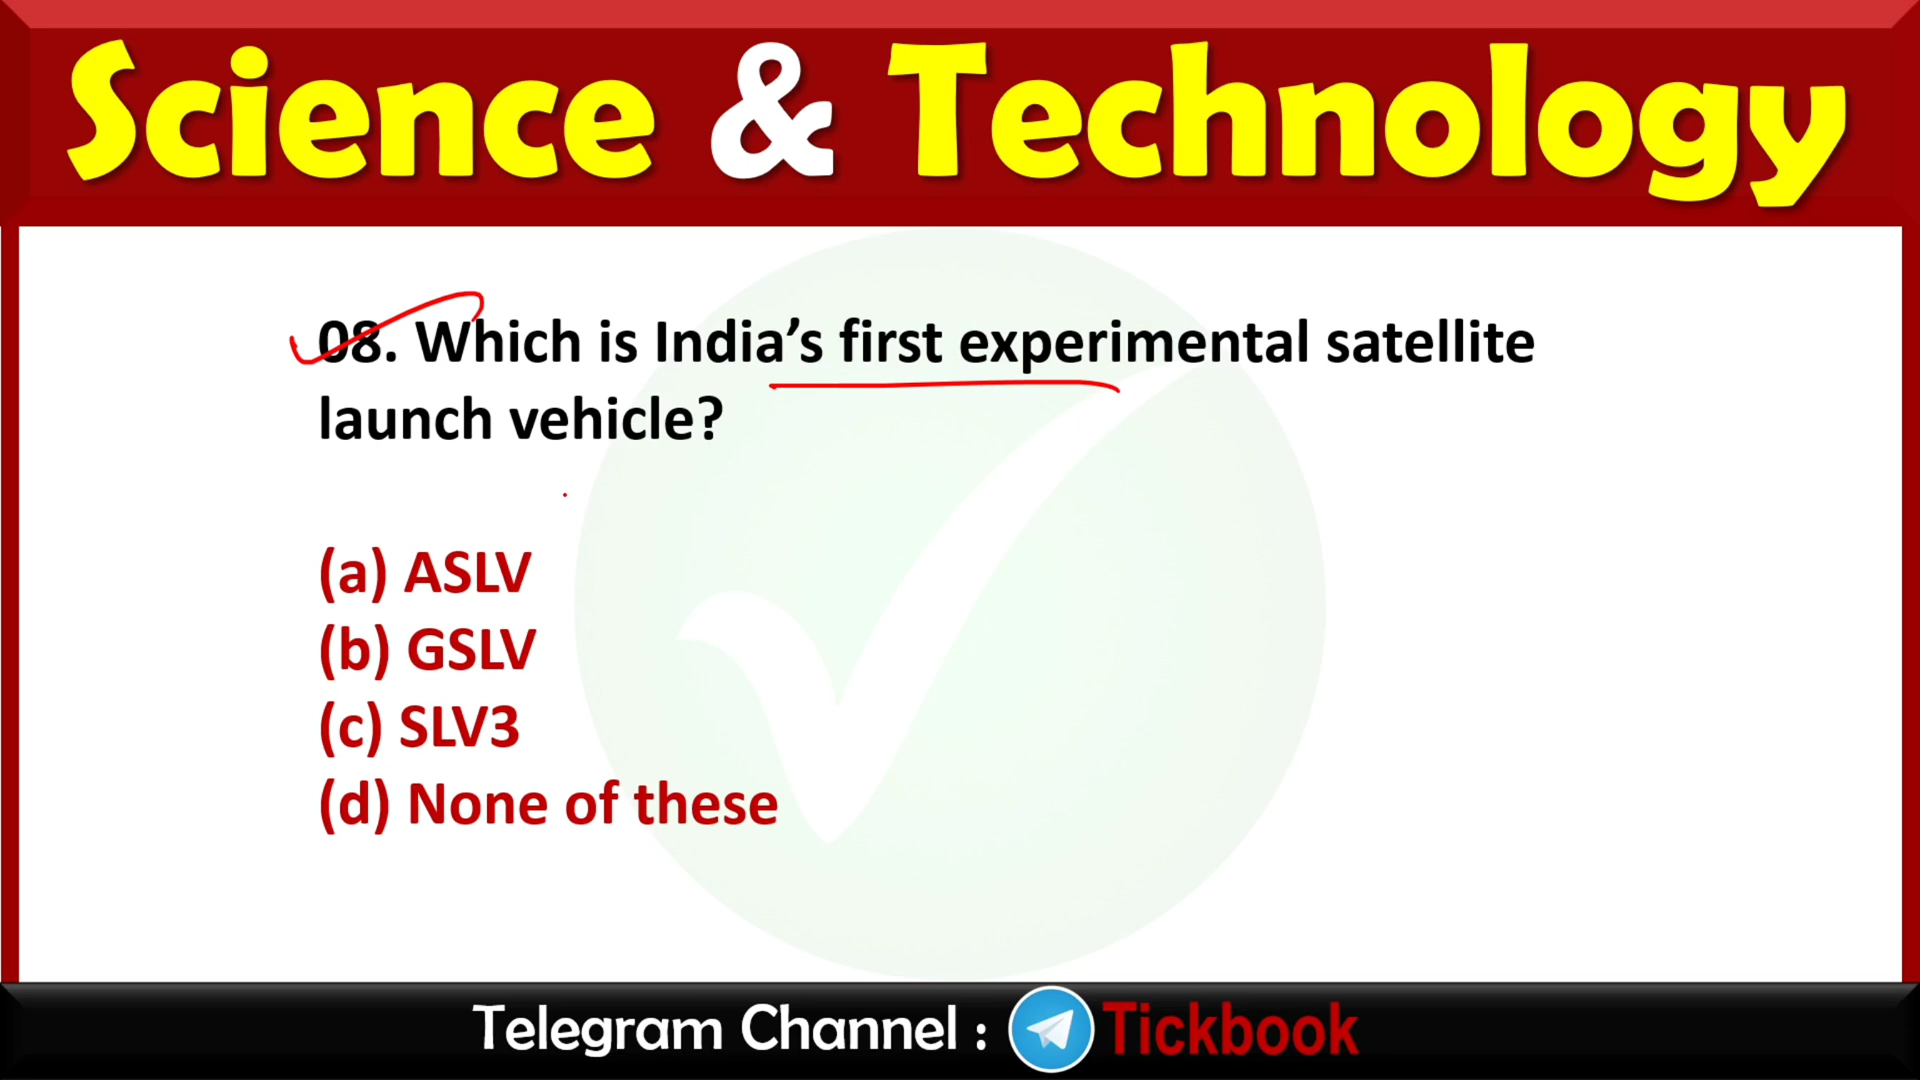 Science & Technology
08. Which is India’s first experimental satellite
launch vehicle?
(a) ASLV
(b) GSLV
(c) SLV3
(d) None of these
Telegram Channel : Tickbook